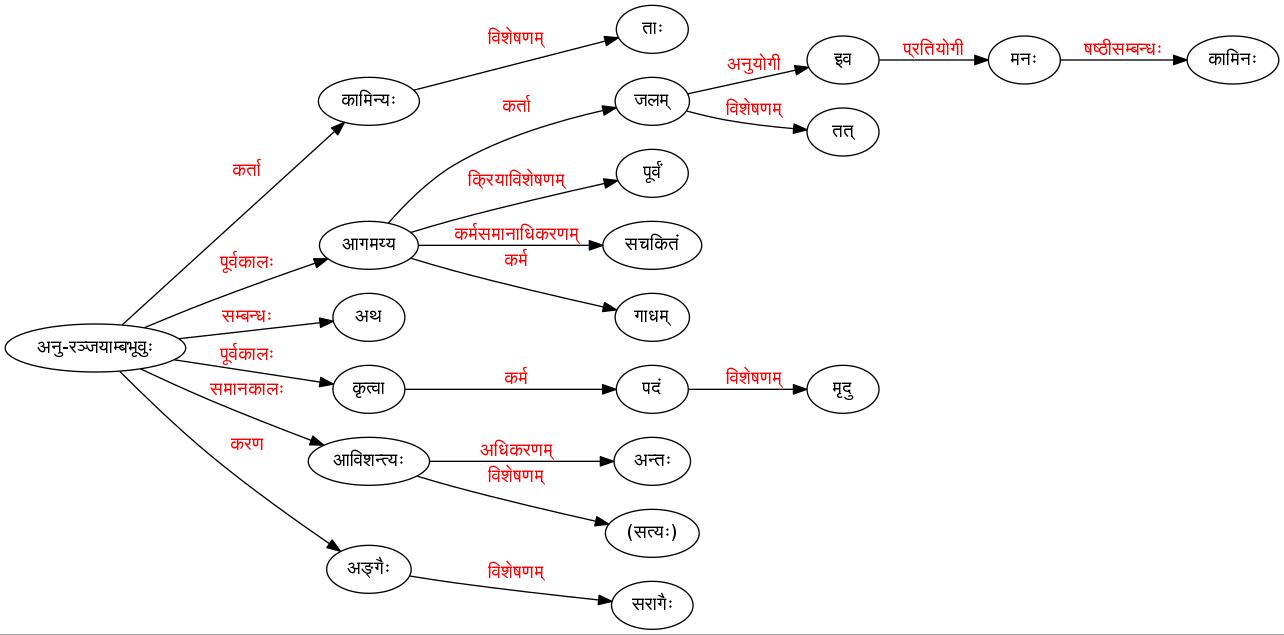 ताः
विशेषणम्
इव
प्रतियोगी
मनः
षष्ठीसम्बन्धः
कामिनः
अनुयोगी
कामिन्यः
कर्ता
जलम्
विशेषणम्
तत्
कर्ता
पूर्वं
क्रियाविशेषणम्
आगमय्य
कर्मसमानाधिकरणम्
सचकितं
पूर्वकालः
कर्म
गाधम्
सम्बन्धः
अथ
अनु-रञ्जयाम्बभूवुः
पूर्वकालः
कृत्वा
कर्म
पदं
विशेषणम्
मृदु
समानकालः
आविशन्त्यः
अधिकरणम्
अन्तः
करण
विशेषणम्
(सत्यः)
अङ्गैः
विशेषणम्
सरागैः